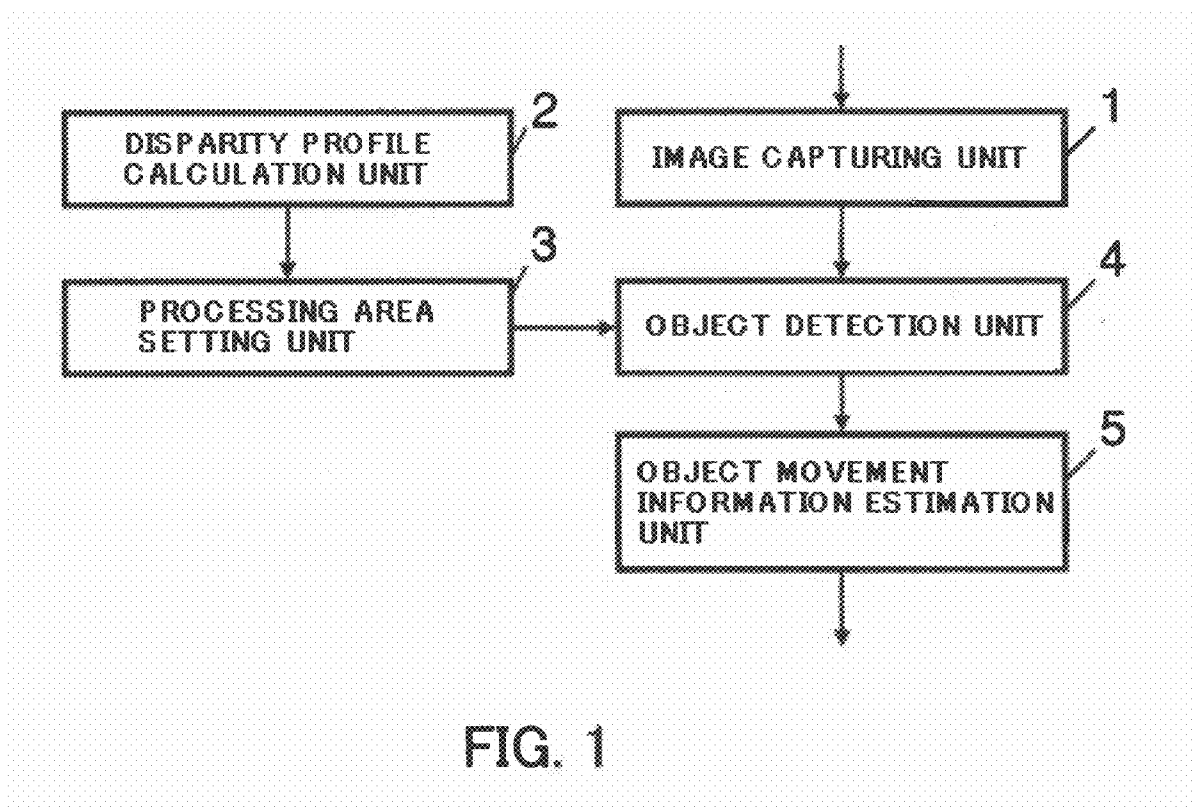 2
DISPARITY PROFILE
CALCULATION UNIT
1
IMAGE CAPTURING UNIT
3
PROCESSING AREA
SETTING UNIT
4
OBJECT DETECTION UNIT
5
OBJECT MOVEMENT
INFORMATION ESTIMATION
UNIT
FIG. 1